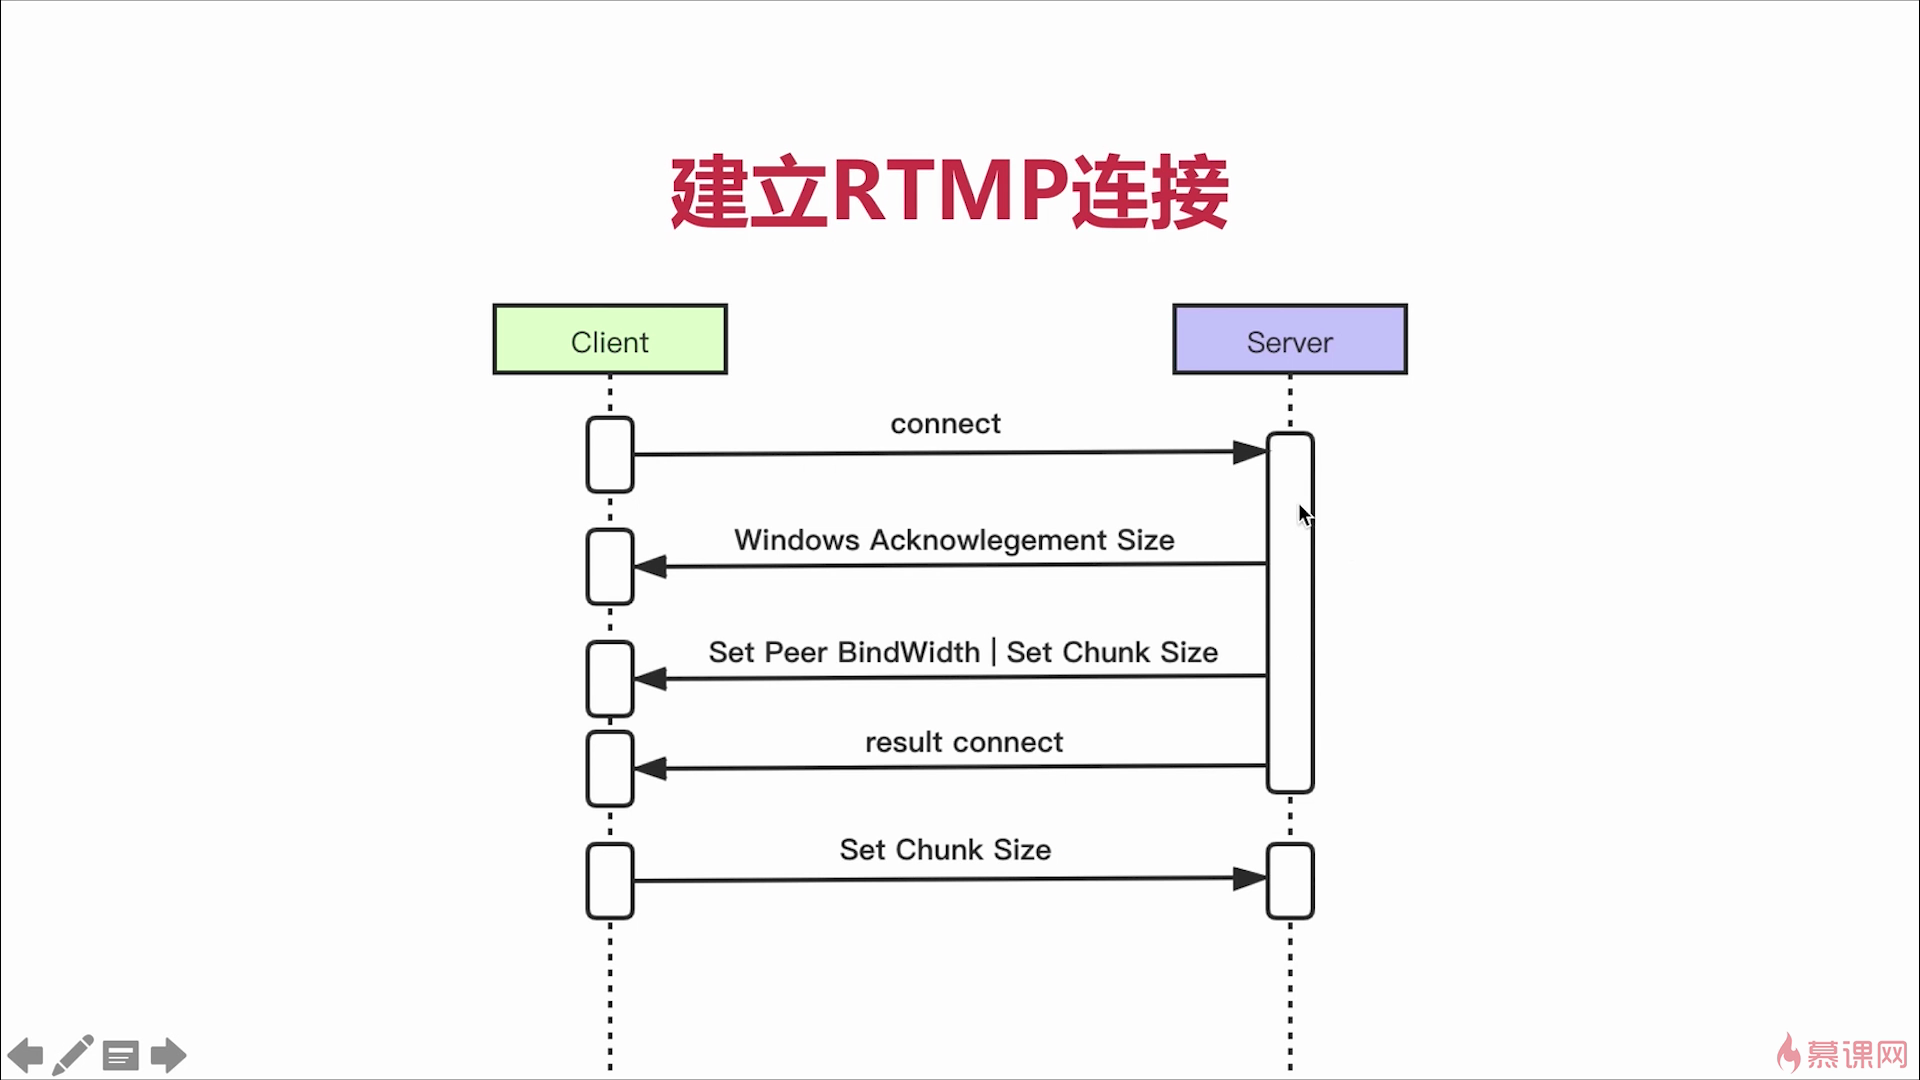 建立RTMP连接
Client
Server
connect
Windows Acknowlegement Size
Set Peer BindWidth | Set Chunk Size
result connect
Set Chunk Size
慕课网